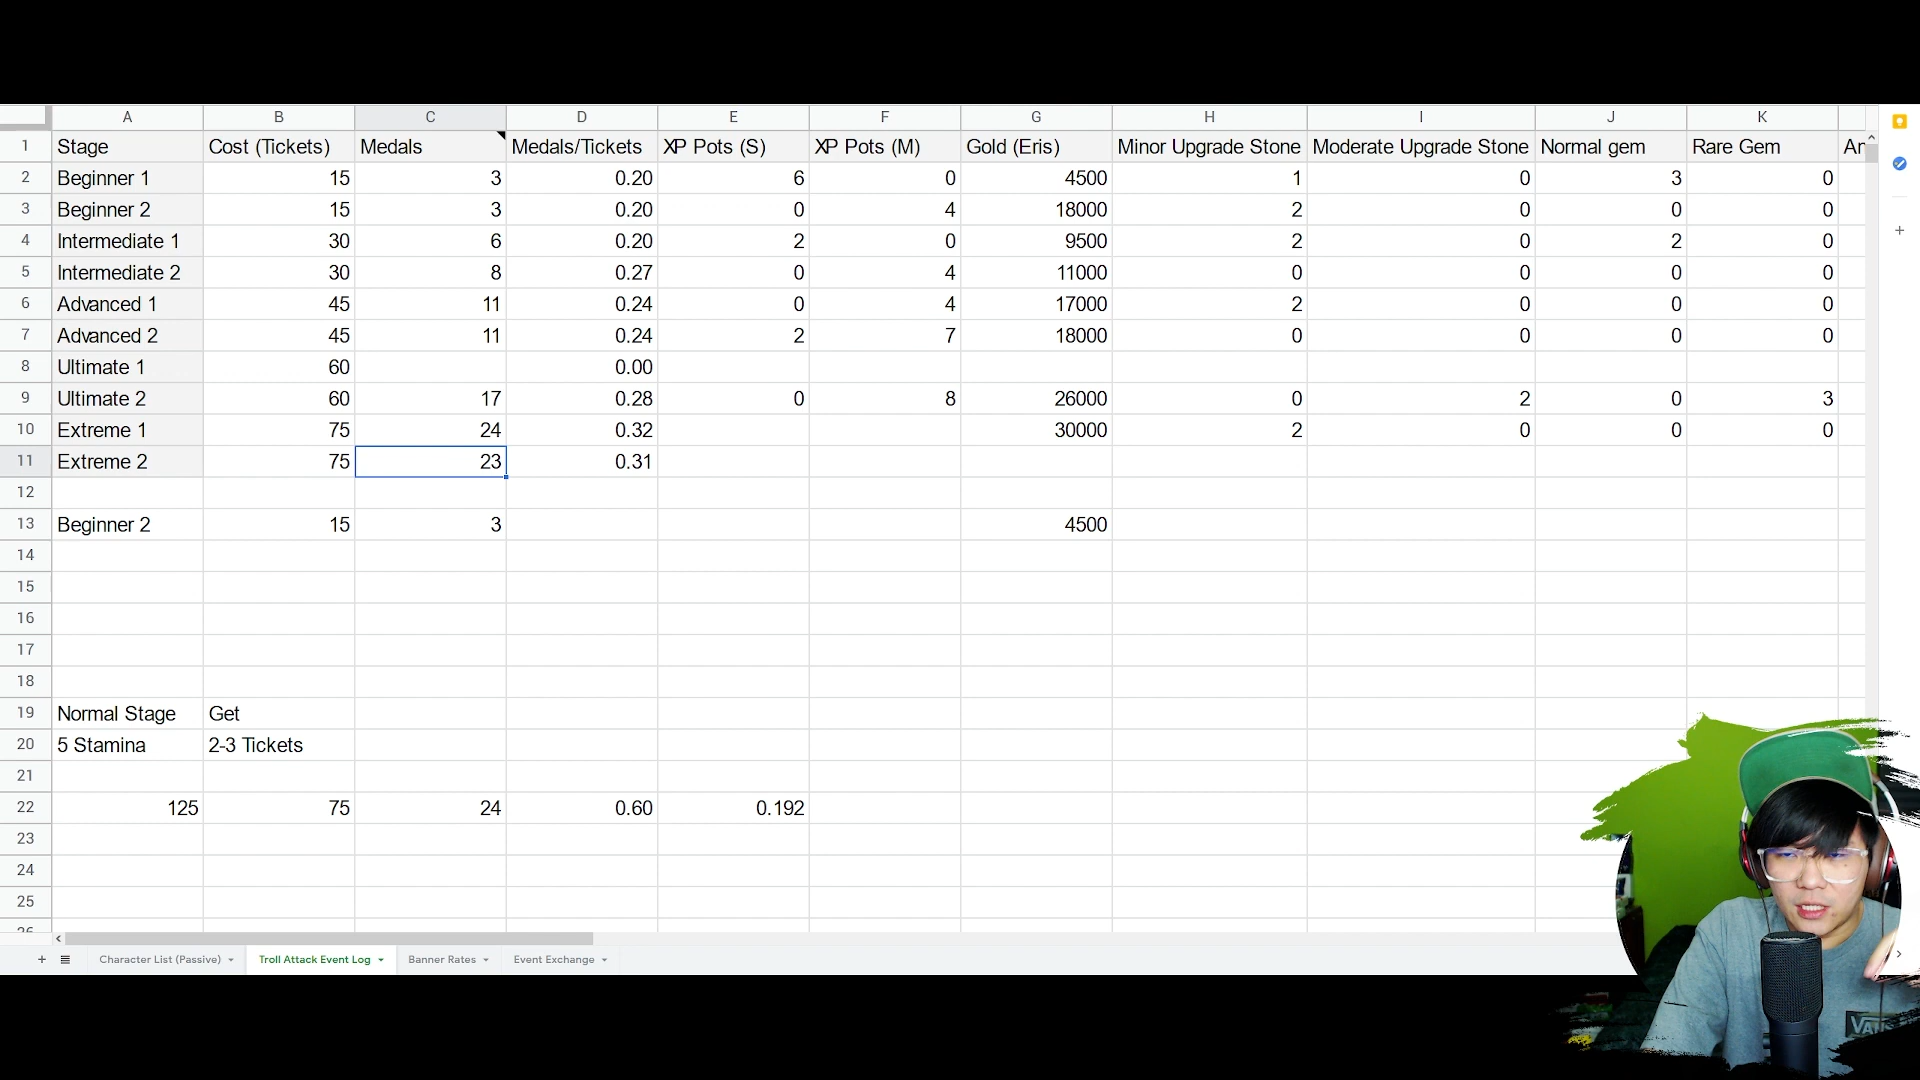 A B C D E F G H I J K
1 Stage Cost (Tickets) Medals Medals/Tickets XP Pots (S) XP Pots (M) Gold (Eris) Minor Upgrade Stone Moderate Upgrade Stone Normal gem Rare Gem
2 Beginner 1 15 3 0.20 6 0 4500 1 0 3 0
3 Beginner 2 15 3 0.20 0 4 18000 2 0 0 0
4 Intermediate 1 30 6 0.20 2 0 9500 2 0 2 0
5 Intermediate 2 30 8 0.27 0 4 11000 0 0 0 0
6 Advanced 1 45 11 0.24 0 4 17000 2 0 0 0
7 Advanced 2 45 11 0.24 2 7 18000 0 0 0 0
8 Ultimate 1 60 0.00
9 Ultimate 2 60 17 0.28 0 8 26000 0 2 0 3
10 Extreme 1 75 24 0.32 30000 2 0 0 0
11 Extreme 2 75 23 0.31
12
13 Beginner 2 15 3 4500
14
15
16
17
18
19 Normal Stage Get
20 5 Stamina 2-3 Tickets
21
22 125 75 24 0.60 0.192
23
24
25
Character List (Passive) Troll Attack Event Log Banner Rates Event Exchange